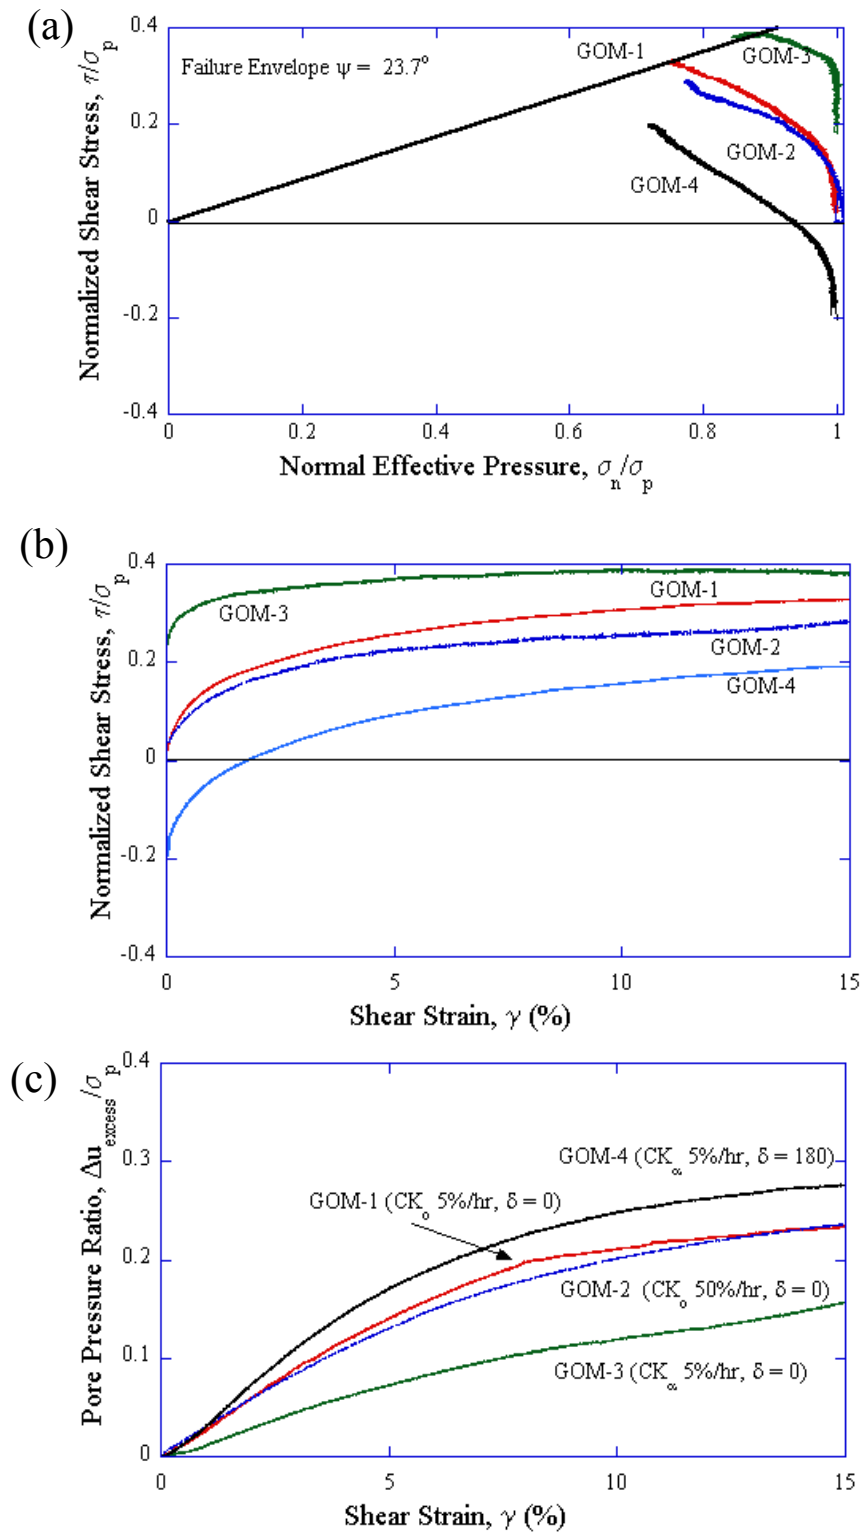 (a)
Normalized Shear Stress, τ/σp
0.4
0.2
0
-0.2
-0.4
Failure Envelope ψ = 23.7°
GOM-1
GOM-3
GOM-2
GOM-4
0 0.2 0.4 0.6 0.8 1
Normal Effective Pressure, σn/σp
(b)
Normalized Shear Stress, τ/σp
0.4
0.2
0
-0.2
-0.4
GOM-3
GOM-1
GOM-2
GOM-4
0 5 10 15
Shear Strain, γ (%)
(c)
Pore Pressure Ratio, Δuexcess/σp
0.4
0.3
0.2
0.1
0
GOM-4 (CKα 5%/hr, δ = 180)
GOM-1 (CKo 5%/hr, δ = 0)
GOM-2 (CKo 50%/hr, δ = 0)
GOM-3 (CKα 5%/hr, δ = 0)
0 5 10 15
Shear Strain, γ (%)